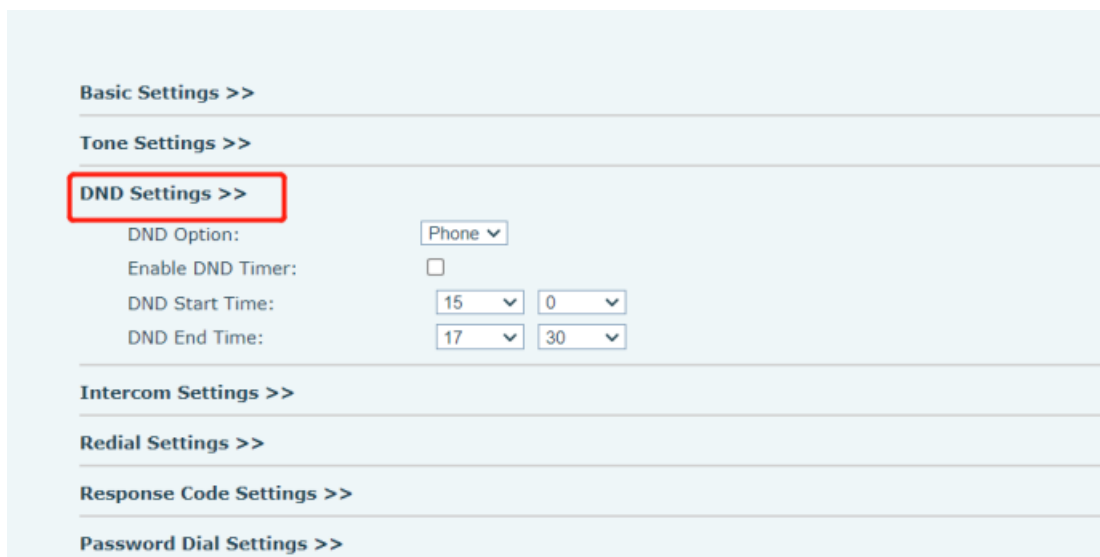 Basic Settings >>
Tone Settings >>
DND Settings >>
DND Option: Phone
Enable DND Timer:
DND Start Time: 15 0
DND End Time: 17 30
Intercom Settings >>
Redial Settings >>
Response Code Settings >>
Password Dial Settings >>